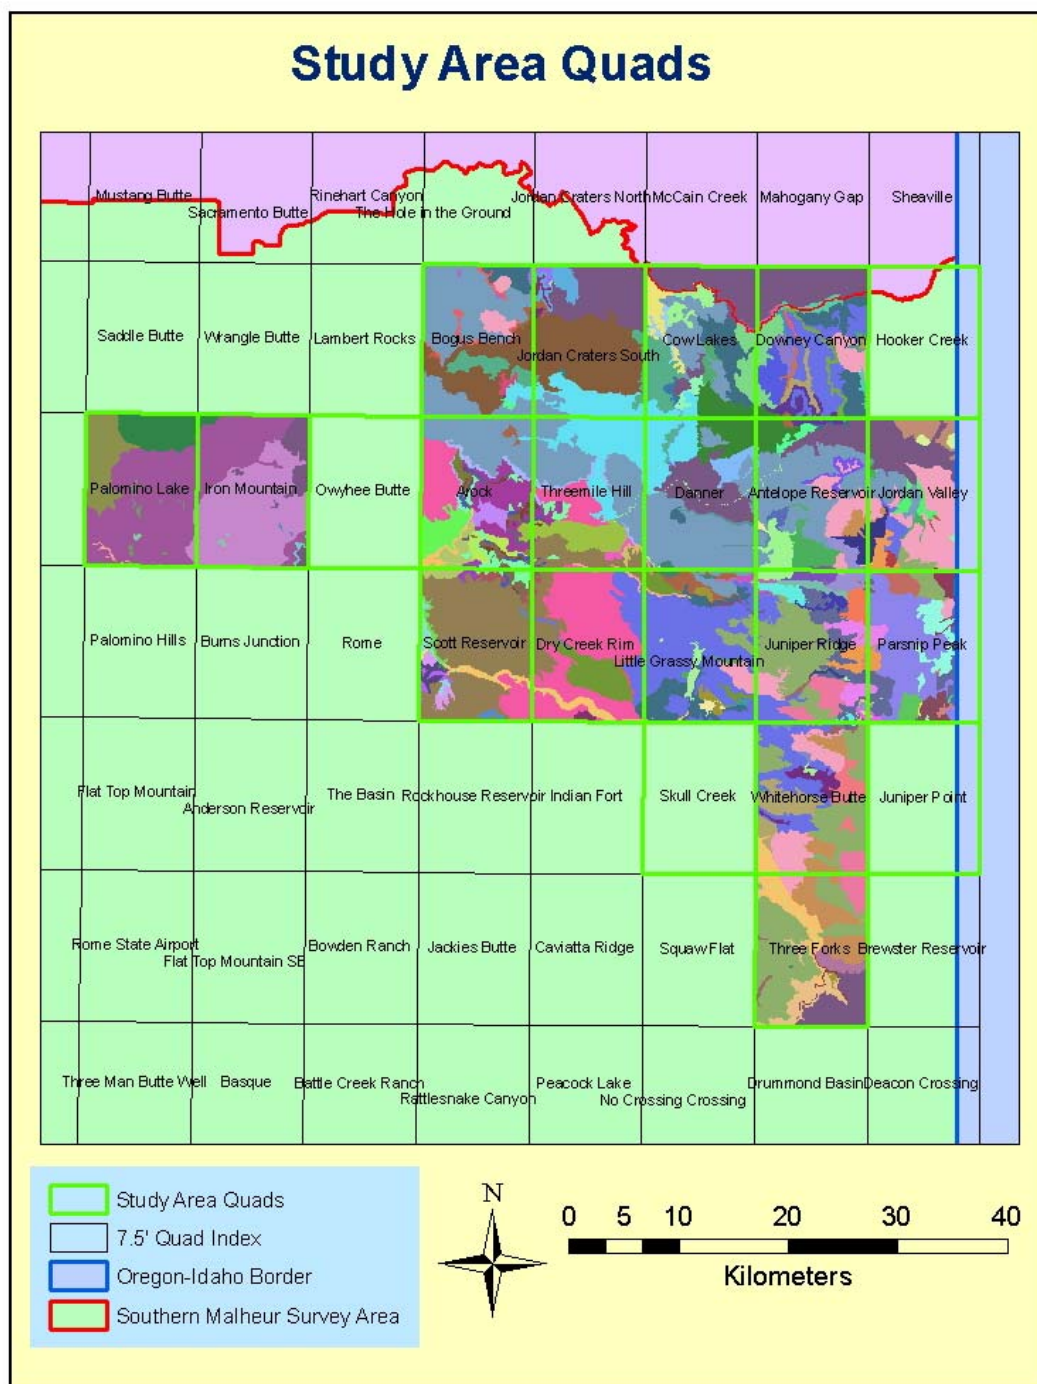 Study Area Quads
Mustang Butte
Sacramento Butte
Rinehart Canyon
The Hole in the Ground
Jordan Craters North
McCain Creek
Mahogany Gap
Sheaville
Saddle Butte
Wrangle Butte
Lambert Rocks
Bogus Bench
Jordan Craters South
Cow Lakes
Downey Canyon
Hooker Creek
Palomino Lake
Iron Mountain
Owyhee Butte
Arock
Threemile Hill
Danner
Antelope Reservoir
Jordan Valley
Palomino Hills
Burns Junction
Rome
Scott Reservoir
Dry Creek Rim
Little Grassy Mountain
Juniper Ridge
Parsnip Peak
Flat Top Mountain
Anderson Reservoir
The Basin
Rockhouse Reservoir
Indian Fort
Skull Creek
Whitehorse Butte
Juniper Point
Rome State Airport
Flat Top Mountain SE
Bowden Ranch
Jackies Butte
Caviatta Ridge
Squaw Flat
Three Forks
Brewster Reservoir
Three Man Butte Well
Basque
Battle Creek Ranch
Rattlesnake Canyon
Peacock Lake
No Crossing Crossing
Drummond Basin
Deacon Crossing
Study Area Quads
7.5' Quad Index
Oregon-Idaho Border
Southern Malheur Survey Area
N
0 5 10 20 30 40
Kilometers